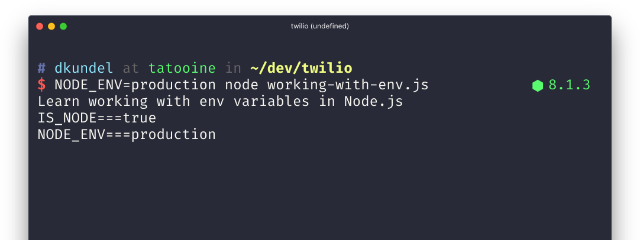 twilio (undefined)
# dkundel at tatooine in ~/dev/twilio
$ NODE_ENV=production node working-with-env.js 8.1.3
Learn working with env variables in Node.js
IS_NODE===true
NODE_ENV===production